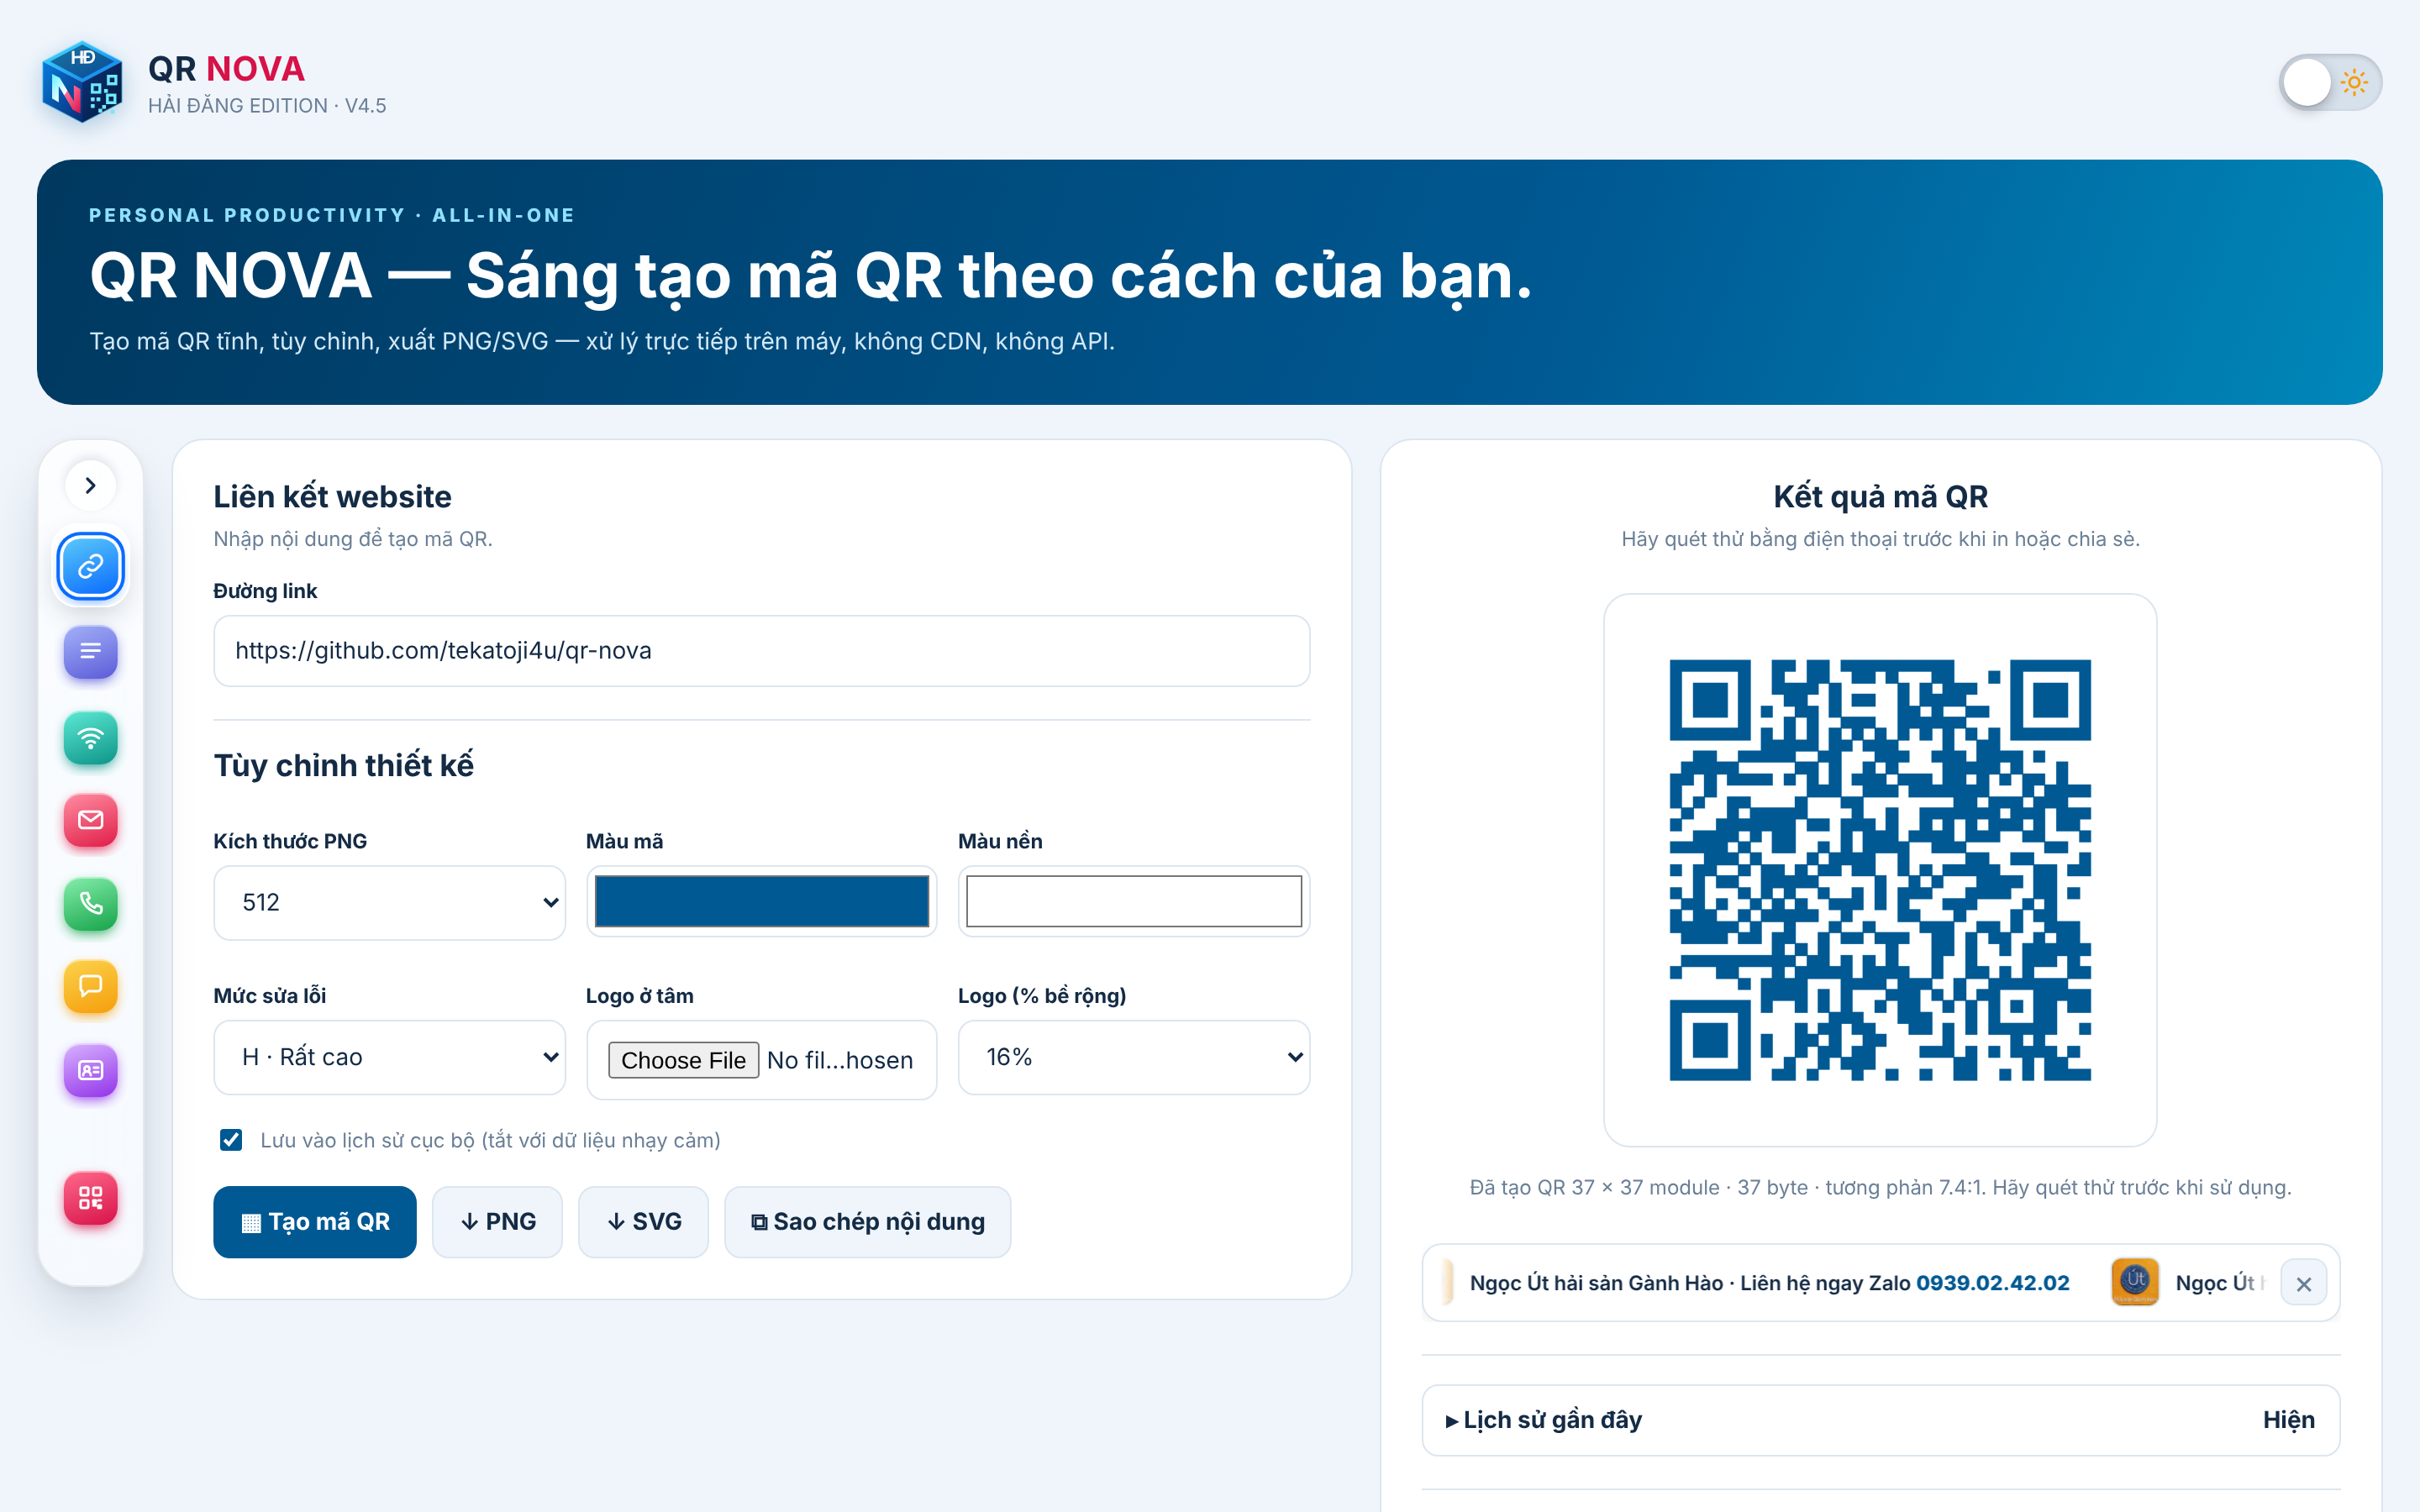 HĐ
N
QR NOVA
HẢI ĐĂNG EDITION · V4.5
PERSONAL PRODUCTIVITY · ALL-IN-ONE
QR NOVA — Sáng tạo mã QR theo cách của bạn.
Tạo mã QR tĩnh, tùy chỉnh, xuất PNG/SVG — xử lý trực tiếp trên máy, không CDN, không API.
Liên kết website
Nhập nội dung để tạo mã QR.
Đường link
https://github.com/tekatoji4u/qr-nova
Tùy chỉnh thiết kế
Kích thước PNG
Màu mã
Màu nền
512
Mức sửa lỗi
Logo ở tâm
Logo (% bề rộng)
H · Rất cao
Choose File No fil...hosen
16%
Lưu vào lịch sử cục bộ (tắt với dữ liệu nhạy cảm)
Tạo mã QR
↓ PNG
↓ SVG
Sao chép nội dung
Kết quả mã QR
Hãy quét thử bằng điện thoại trước khi in hoặc chia sẻ.
Đã tạo QR 37 × 37 module · 37 byte · tương phản 7.4:1. Hãy quét thử trước khi sử dụng.
Ngọc Út hải sản Gành Hào · Liên hệ ngay Zalo 0939.02.42.02
Út
Ngọc Út
Lịch sử gần đây
Hiện